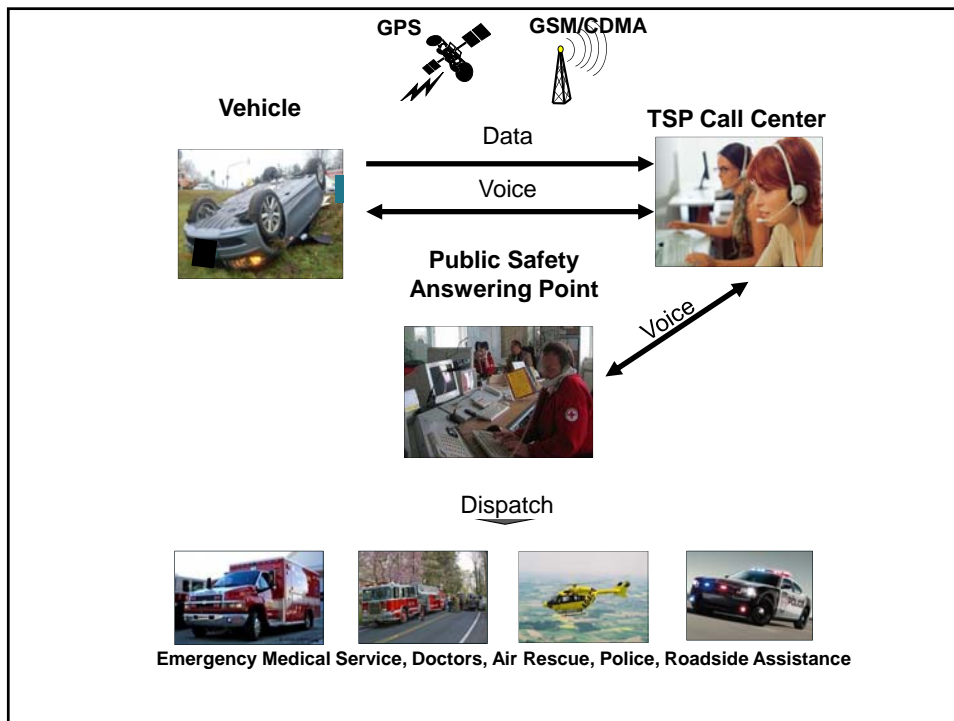 GPS
GSM/CDMA
Vehicle
TSP Call Center
Data
Voice
Public Safety
Answering Point
Voice
Dispatch
POLICE
Emergency Medical Service, Doctors, Air Rescue, Police, Roadside Assistance